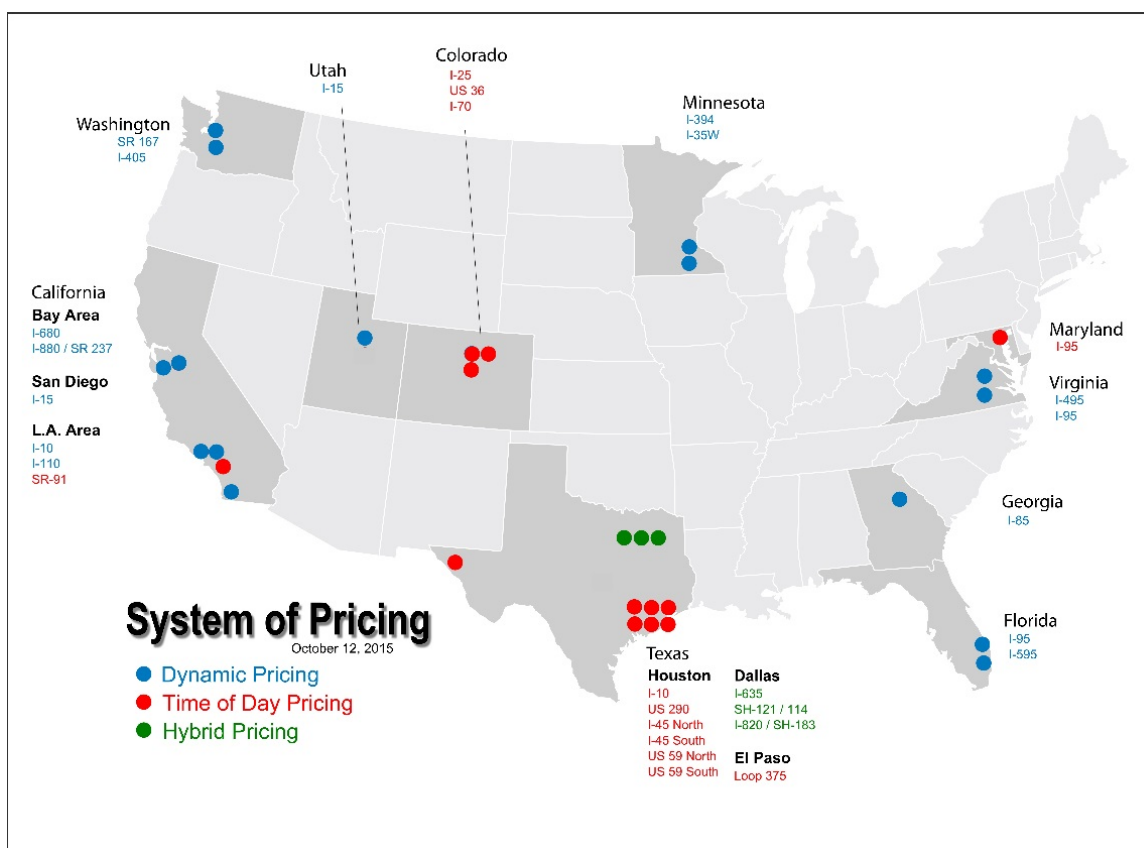 Colorado
I-25
US 36
I-70
Utah
I-15
Minnesota
I-394
I-35W
Washington
SR 167
I-405
California
Bay Area
I-680
I-880 / SR 237
San Diego
I-15
L.A. Area
I-10
I-110
SR-91
Maryland
I-95
Virginia
I-495
I-95
Georgia
I-85
Florida
I-95
I-595
System of Pricing
October 12, 2015
Dynamic Pricing
Time of Day Pricing
Hybrid Pricing
Texas
Houston
I-10
US 290
I-45 North
I-45 South
US 59 North
US 59 South
Dallas
I-635
SH-121 / 114
I-820 / SH-183
El Paso
Loop 375